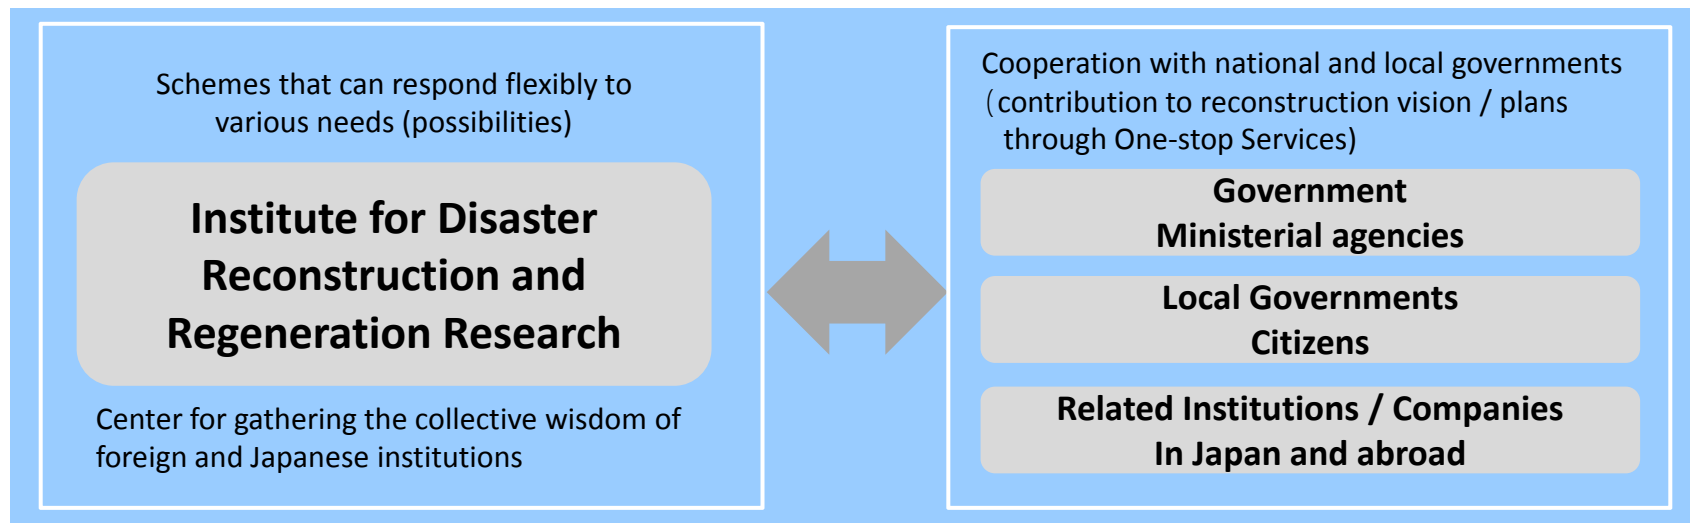 Schemes that can respond flexibly to
various needs (possibilities)
Institute for Disaster
Reconstruction and
Regeneration Research
Center for gathering the collective wisdom of
foreign and Japanese institutions
Cooperation with national and local governments
（contribution to reconstruction vision / plans
through One-stop Services)
Government
Ministerial agencies
Local Governments
Citizens
Related Institutions / Companies
In Japan and abroad